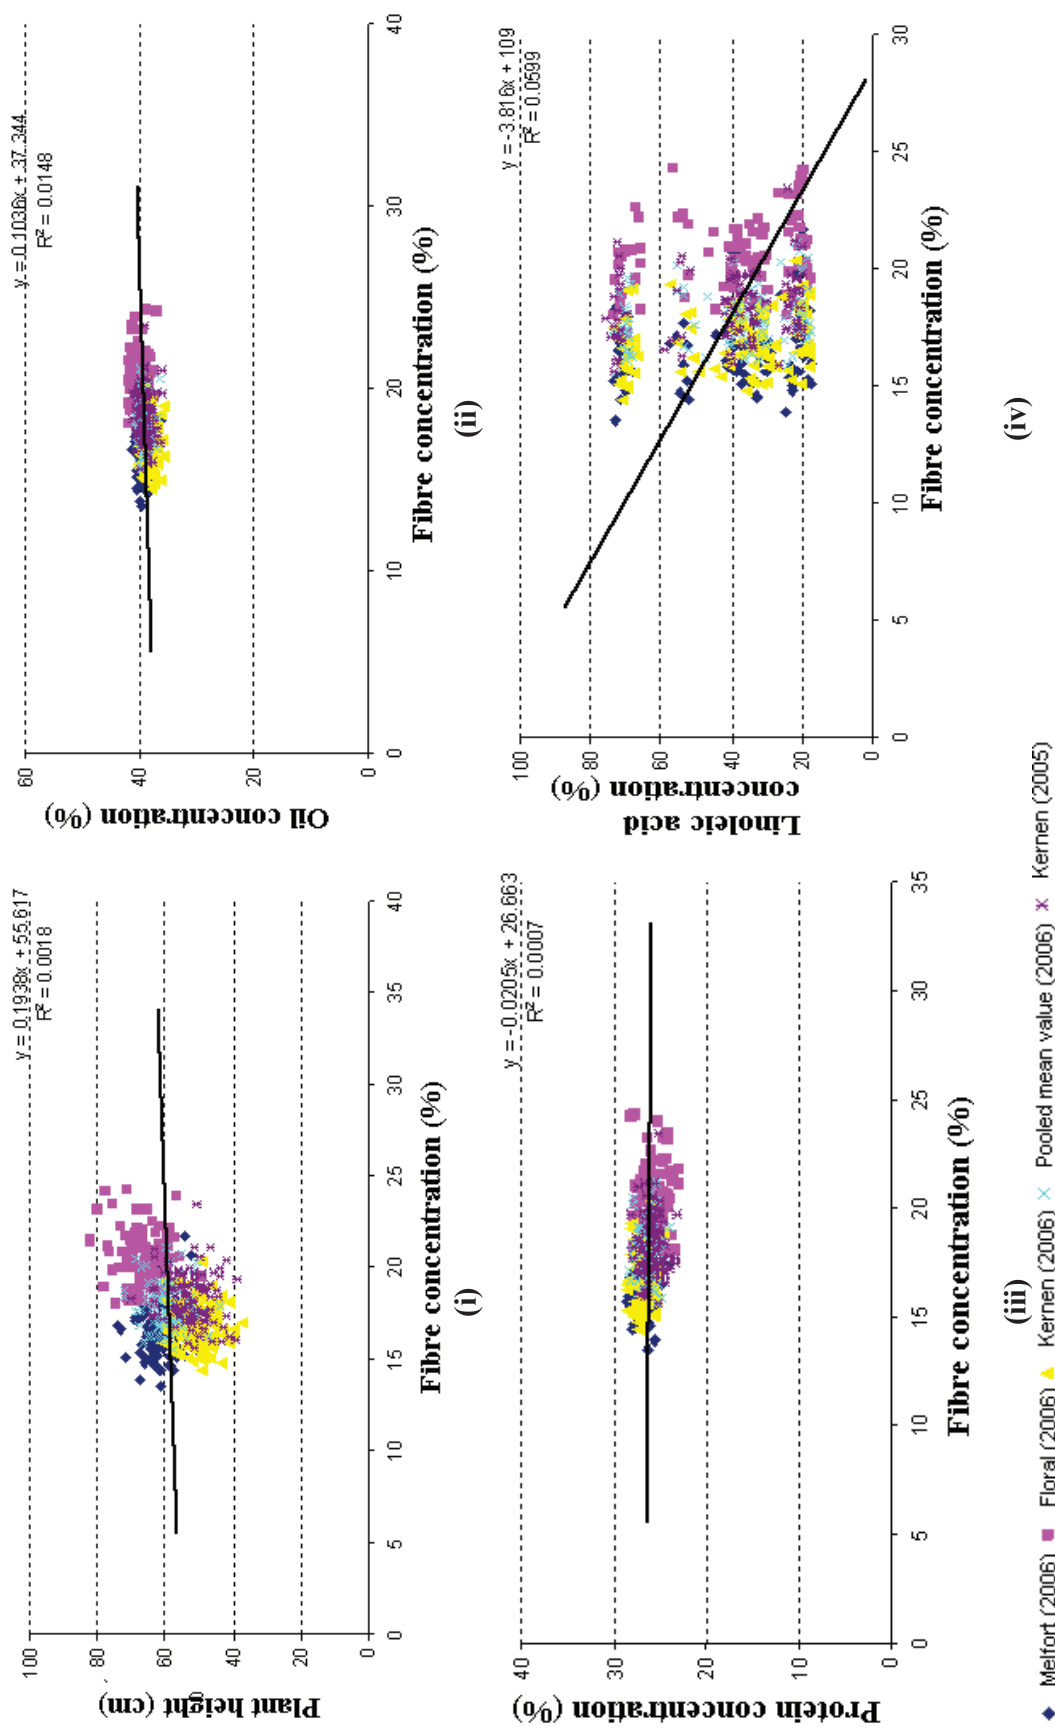 y = 0.1938x + 55.617
R² = 0.0018
100
80
60
40
20
0
Plant height (cm)
0
5
10
15
20
25
30
35
40
Fibre concentration (%)
(i)
y = 0.1036x + 37.344
R² = 0.0148
60
40
20
0
Oil concentration (%)
0
10
20
30
40
Fibre concentration (%)
(ii)
y = -0.0205x + 26.663
R² = 0.0007
40
30
20
10
0
Protein concentration
(%)
0
5
10
15
20
25
30
35
Fibre concentration (%)
(iii)
y = -3.816x + 109
R² = 0.0599
100
80
60
40
20
0
Linoleic acid
concentration (%)
0
5
10
15
20
25
30
Fibre concentration (%)
(iv)
Melfort (2006) Floral (2006) Kernen (2006) Pooled mean value (2006) Kernen (2005)